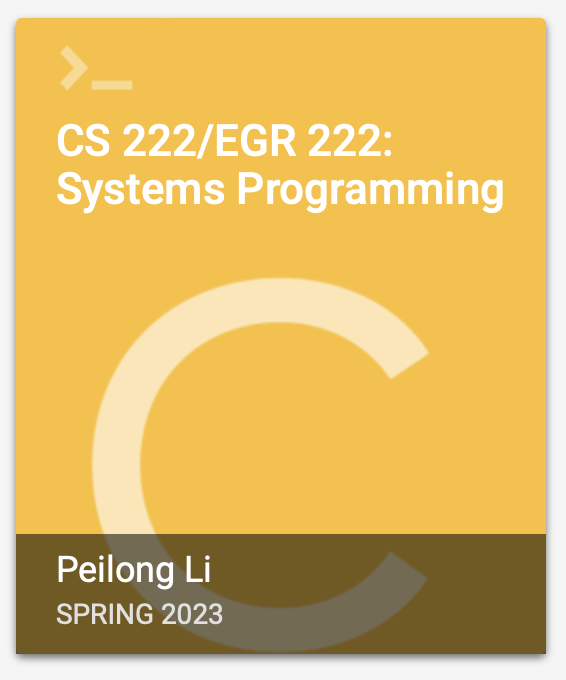 >_
CS 222/EGR 222:
Systems Programming
C
Peilong Li
SPRING 2023